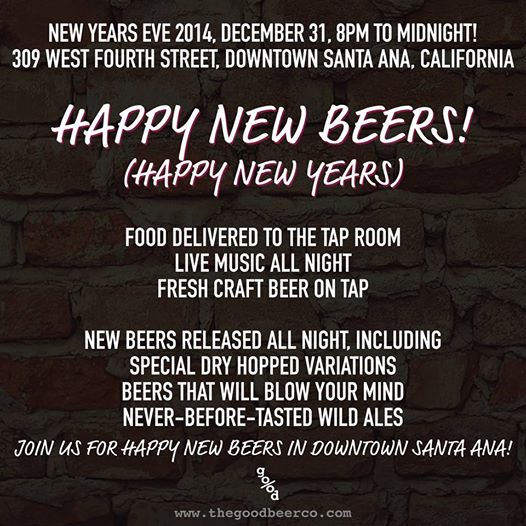 NEW YEARS EVE 2014, DECEMBER 31, 8PM TO MIDNIGHT!
309 WEST FOURTH STREET, DOWNTOWN SANTA ANA, CALIFORNIA
HAPPY NEW BEERS!
(HAPPY NEW YEARS)
FOOD DELIVERED TO THE TAP ROOM
LIVE MUSIC ALL NIGHT
FRESH CRAFT BEER ON TAP
NEW BEERS RELEASED ALL NIGHT, INCLUDING
SPECIAL DRY HOPPED VARIATIONS
BEERS THAT WILL BLOW YOUR MIND
NEVER-BEFORE-TASTED WILD ALES
JOIN US FOR HAPPY NEW BEERS IN DOWNTOWN SANTA ANA!
good
www.thegoodbeerco.com